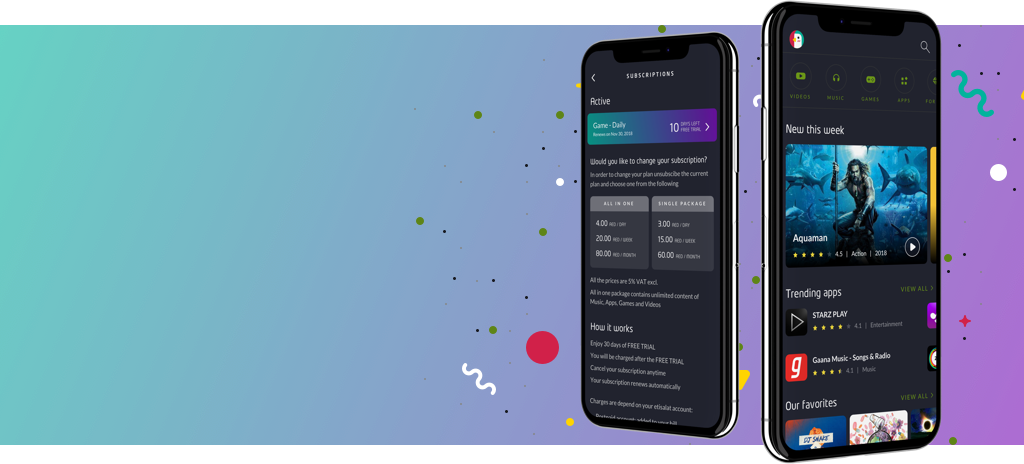 SUBSCRIPTIONS
Active
Game - Daily
Renews on Nov 30, 2018
10 DAYS LEFT
FREE TRIAL
Would you like to change your subscription?
In order to change your plan unsubscibe the current
plan and choose one from the following
ALL IN ONE
4.00 AED / DAY
20.00 AED / WEEK
80.00 AED / MONTH
SINGLE PACKAGE
3.00 AED / DAY
15.00 AED / WEEK
60.00 AED / MONTH
All the prices are 5% VAT excl.
All in one package contains unlimited content of
Music, Apps, Games and Videos
How it works
Enjoy 30 days of FREE TRIAL
You will be charged after the FREE TRIAL
Cancel your subscription anytime
Your subscription renews automatically
Charges are depend on your etisalat account:
VIDEOS
MUSIC
GAMES
APPS
New this week
Aquaman
4.5 | Action | 2018
Trending apps
VIEW ALL
STARZ PLAY
4.1 | Entertainment
g
Gaana Music - Songs & Radio
4.1 | Music
Our favorites
VIEW ALL
DJ SNAKE